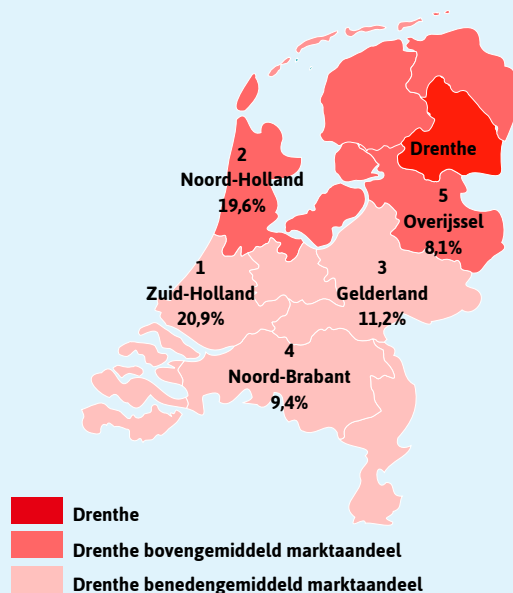 Drenthe
2
Noord-Holland
19,6%
5
Overijssel
8,1%
1
Zuid-Holland
20,9%
3
Gelderland
11,2%
4
Noord-Brabant
9,4%
Drenthe
Drenthe bovengemiddeld marktaandeel
Drenthe benedengemiddeld marktaandeel